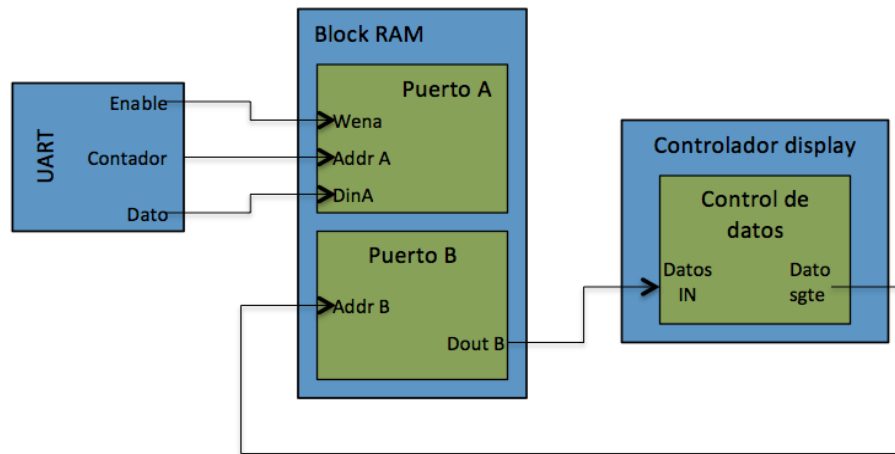 Block RAM
Puerto A
Enable
Wena
UART
Contador
Addr A
Dato
DinA
Puerto B
Addr B
Dout B
Controlador display
Control de
datos
Datos
IN
Dato
sgte